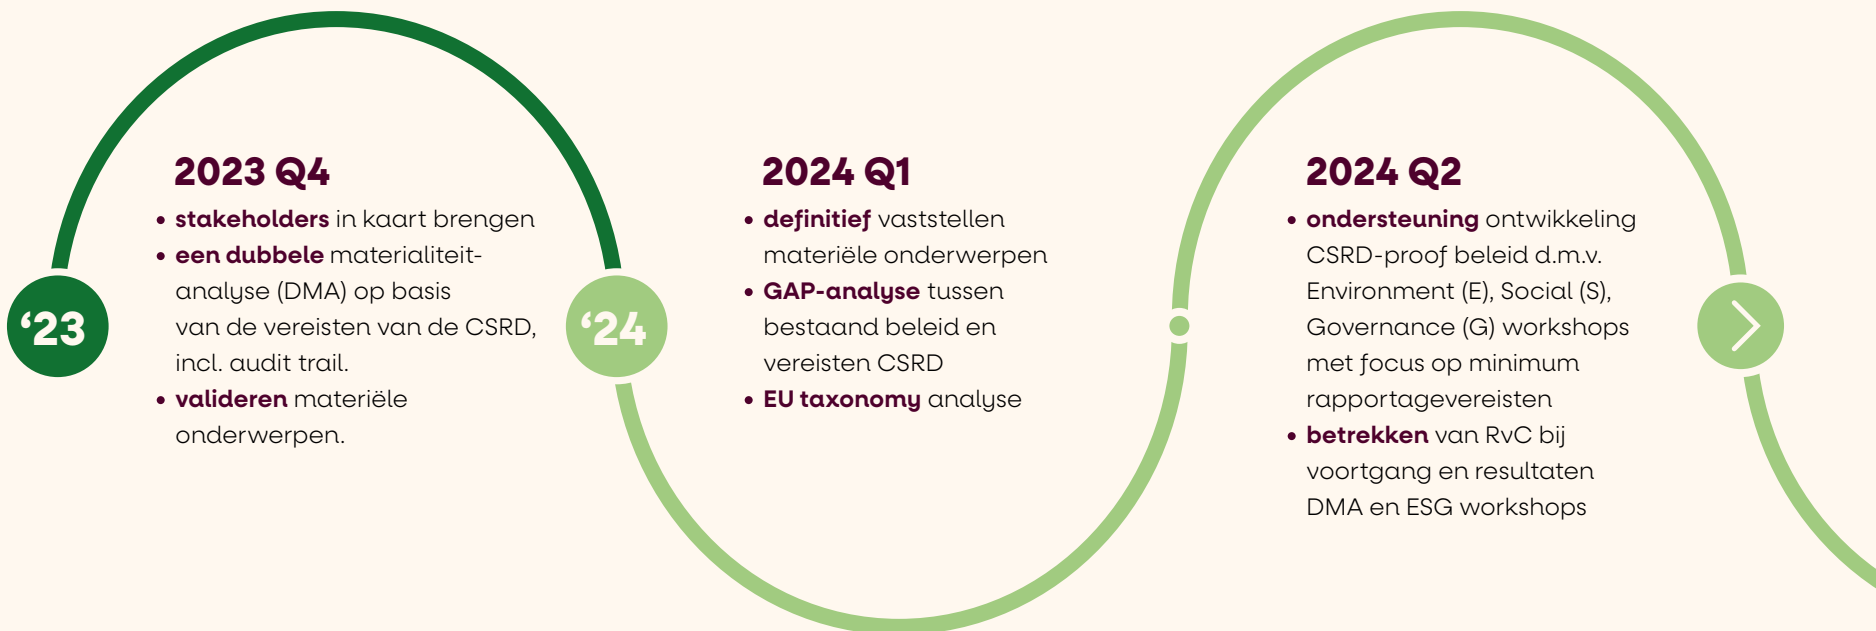 ‘23
2023 Q4
• stakeholders in kaart brengen
• een dubbele materialiteit-
analyse (DMA) op basis
van de vereisten van de CSRD,
incl. audit trail.
• valideren materiële
onderwerpen.
‘24
2024 Q1
• definitief vaststellen
materiële onderwerpen
• GAP-analyse tussen
bestaand beleid en
vereisten CSRD
• EU taxonomy analyse
2024 Q2
• ondersteuning ontwikkeling
CSRD-proof beleid d.m.v.
Environment (E), Social (S),
Governance (G) workshops
met focus op minimum
rapportagevereisten
• betrekken van RvC bij
voortgang en resultaten
DMA en ESG workshops